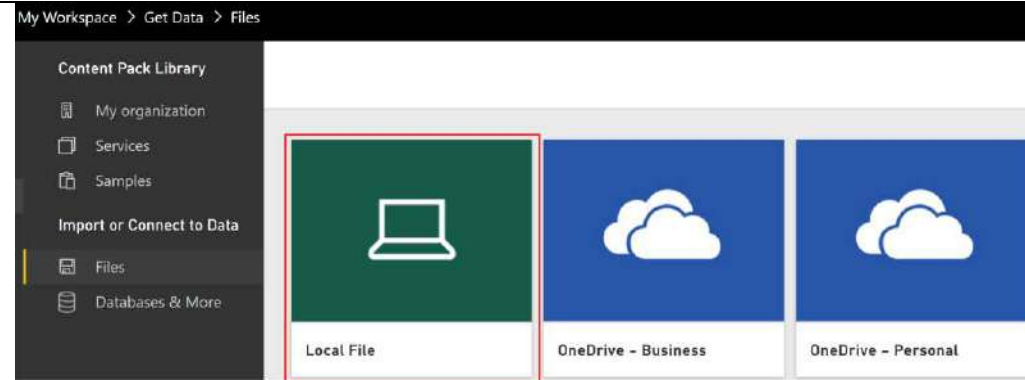 My Workspace > Get Data > Files
Content Pack Library
My organization
Services
Samples
Import or Connect to Data
Files
Databases & More
Local File
OneDrive – Business
OneDrive – Personal